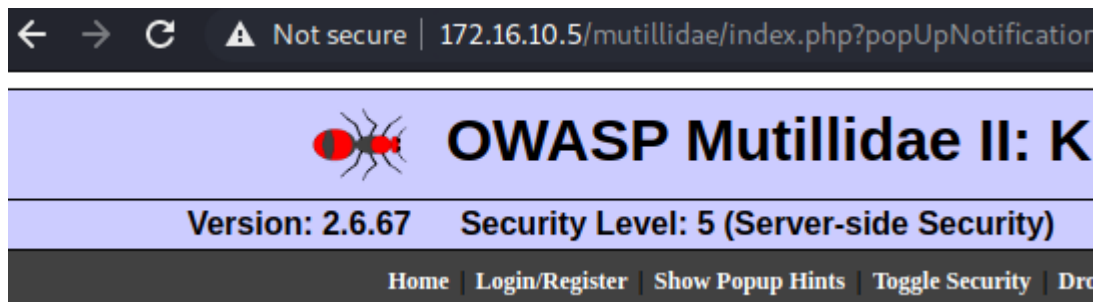 Not secure | 172.16.10.5/mutillidae/index.php?popUpNotification
OWASP Mutillidae II: K
Version: 2.6.67 Security Level: 5 (Server-side Security)
Home | Login/Register | Show Popup Hints | Toggle Security | Dro